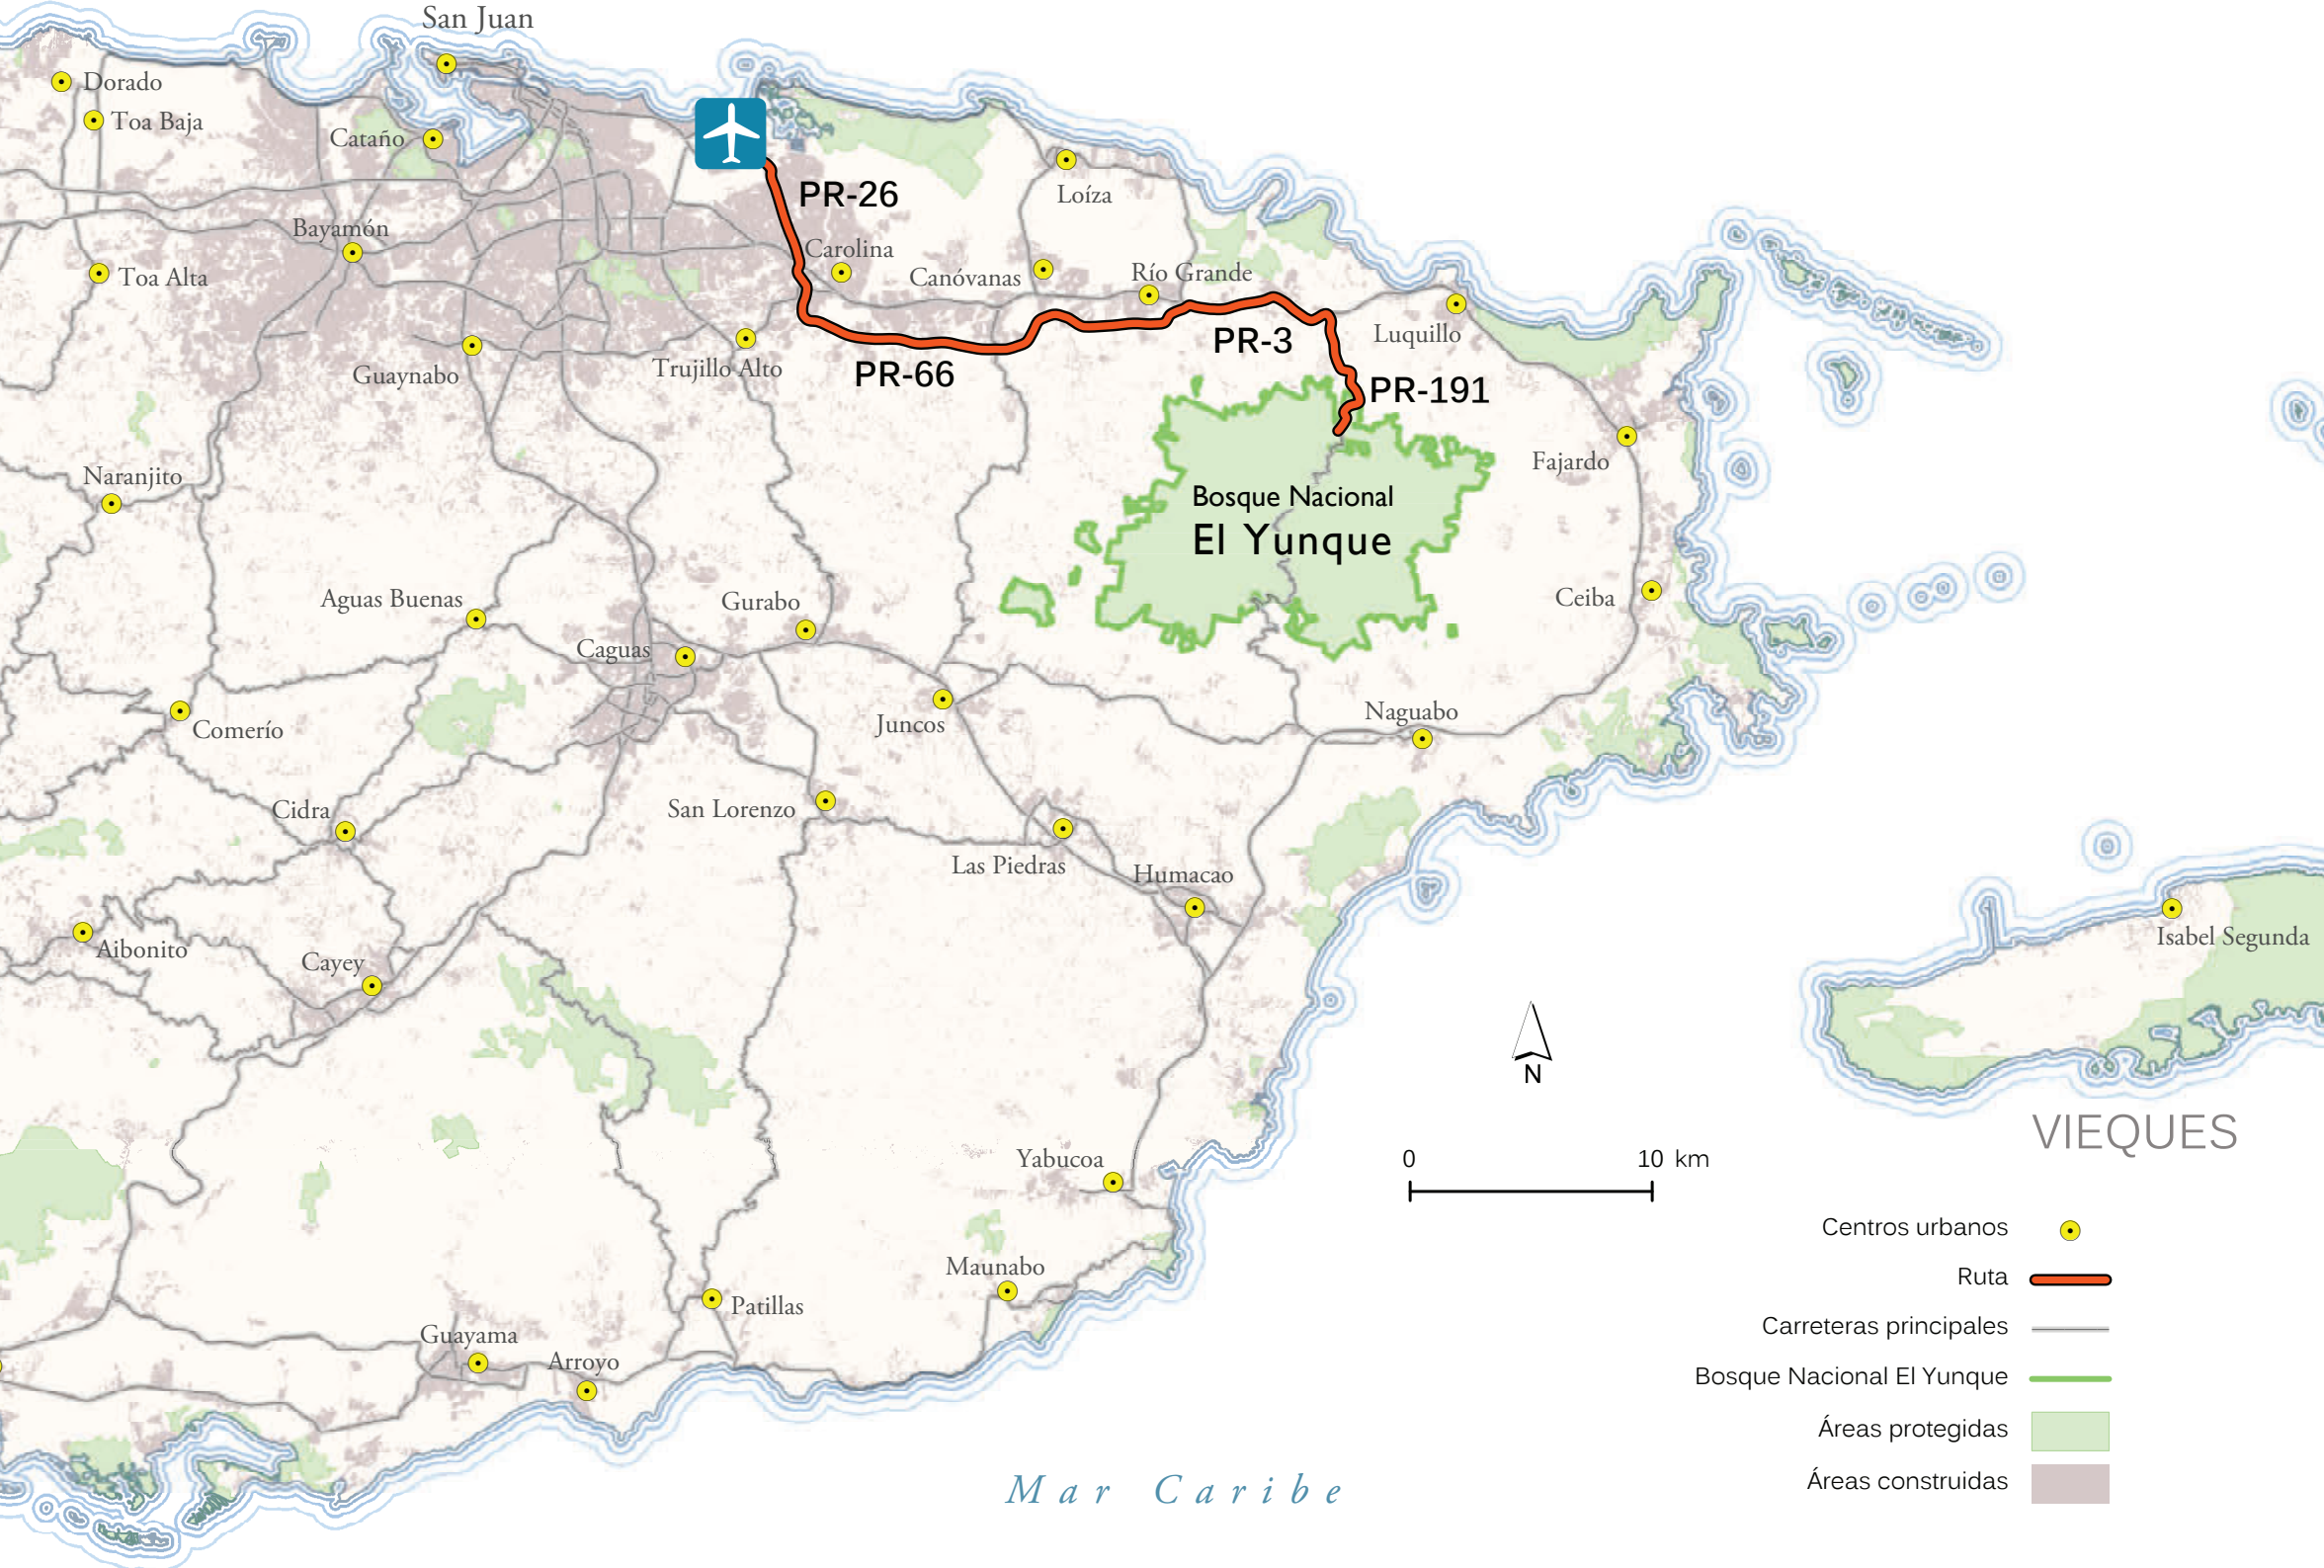 San Juan
Dorado
Toa Baja
Cataño
PR-26
Loíza
Bayamón
Carolina
Toa Alta
Canóvanas
Río Grande
Luquillo
PR-3
Guaynabo
Trujillo Alto
PR-66
PR-191
Fajardo
Naranjito
Bosque Nacional
El Yunque
Aguas Buenas
Gurabo
Ceiba
Caguas
Juncos
Naguabo
Comerío
Cidra
San Lorenzo
Las Piedras
Humacao
Aibonito
Cayey
Isabel Segunda
N
VIEQUES
0 10 km
Yabucoa
Maunabo
Patillas
Guayama
Arroyo
Centros urbanos
Ruta
Carreteras principales
Bosque Nacional El Yunque
Áreas protegidas
Áreas construidas
Mar Caribe